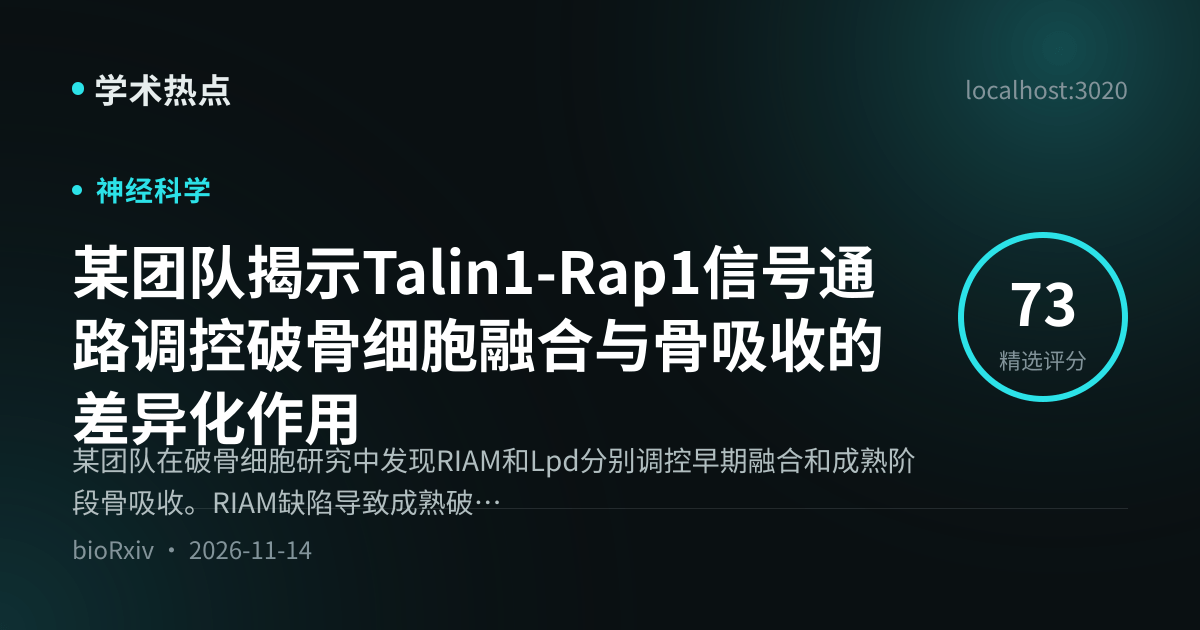 学术热点
localhost:3020
神经科学
某团队揭示Talin1-Rap1信号通
路调控破骨细胞融合与骨吸收的
差异化作用
73
精选评分
某团队在破骨细胞研究中发现RIAM和Lpd分别调控早期融合和成熟阶
段骨吸收。RIAM缺陷导致成熟破…
bioRxiv • 2026-11-14